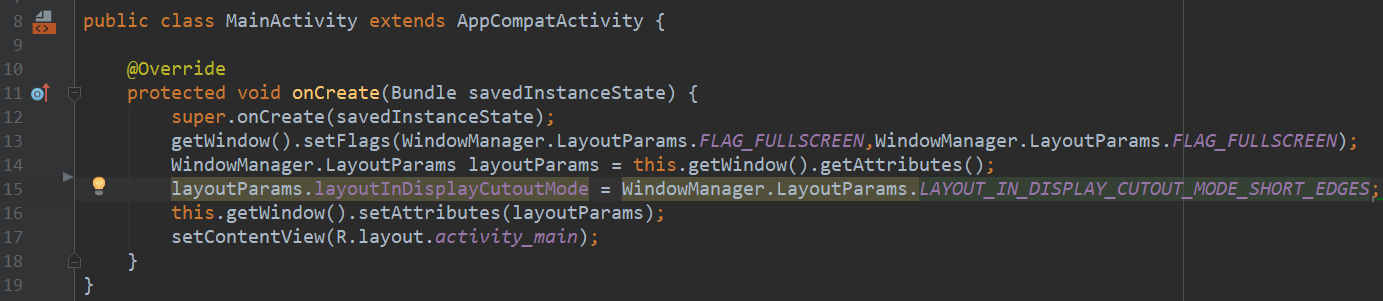 8 public class MainActivity extends AppCompatActivity {
9
10 @Override
11 protected void onCreate(Bundle savedInstanceState) {
12 super.onCreate(savedInstanceState);
13 getWindow().setFlags(WindowManager.LayoutParams.FLAG_FULLSCREEN,WindowManager.LayoutParams.FLAG_FULLSCREEN);
14 WindowManager.LayoutParams layoutParams = this.getWindow().getAttributes();
15 layoutParams.layoutInDisplayCutoutMode = WindowManager.LayoutParams.LAYOUT_IN_DISPLAY_CUTOUT_MODE_SHORT_EDGES;
16 this.getWindow().setAttributes(layoutParams);
17 setContentView(R.layout.activity_main);
18 }
19 }